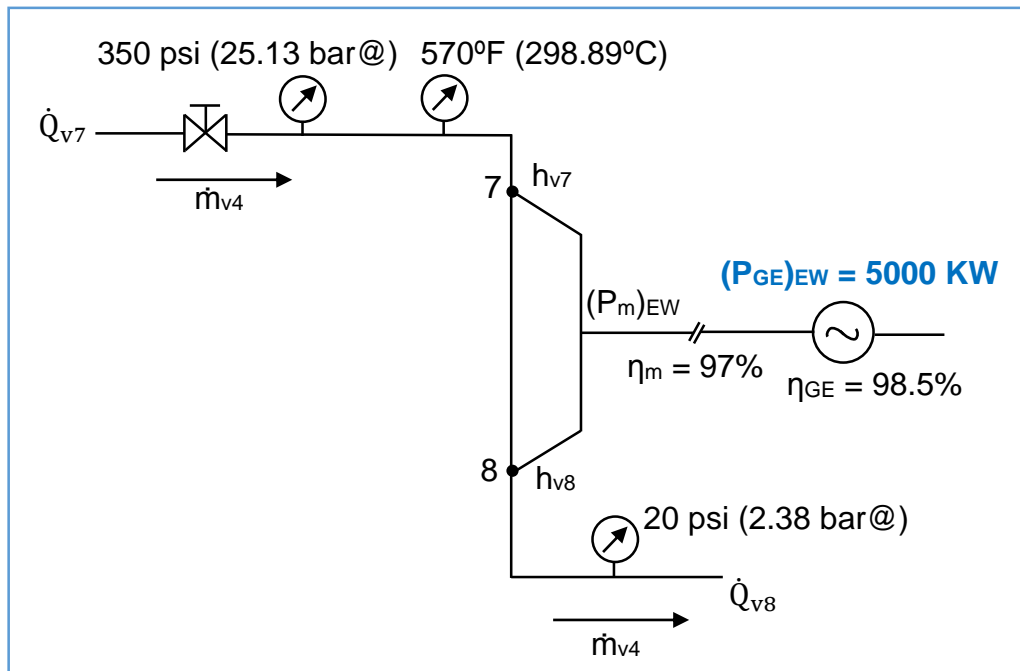 350 psi (25.13 bar@) 570ºF (298.89ºC)
Q̇v7
ṁv4
7
hv7
(PGE)EW = 5000 KW
(Pm)EW
ηm = 97%
ηGE = 98.5%
8
hv8
20 psi (2.38 bar@)
Q̇v8
ṁv4